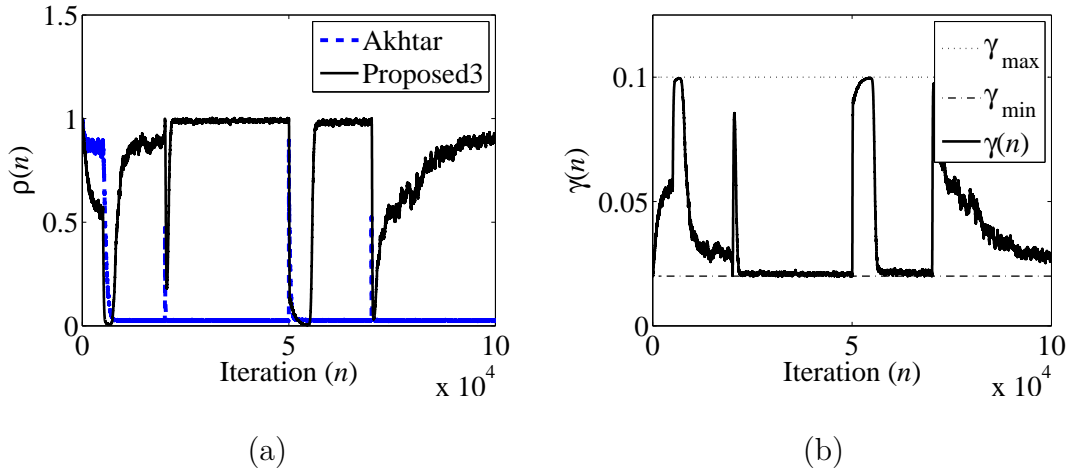 1.5
1
0.5
0
0
5
10
ρ(n)
Iteration (n)
x 10^4
Akhtar
Proposed3
(a)
0.1
0.05
0
0
5
10
γ(n)
Iteration (n)
x 10^4
γ_max
γ_min
γ(n)
(b)